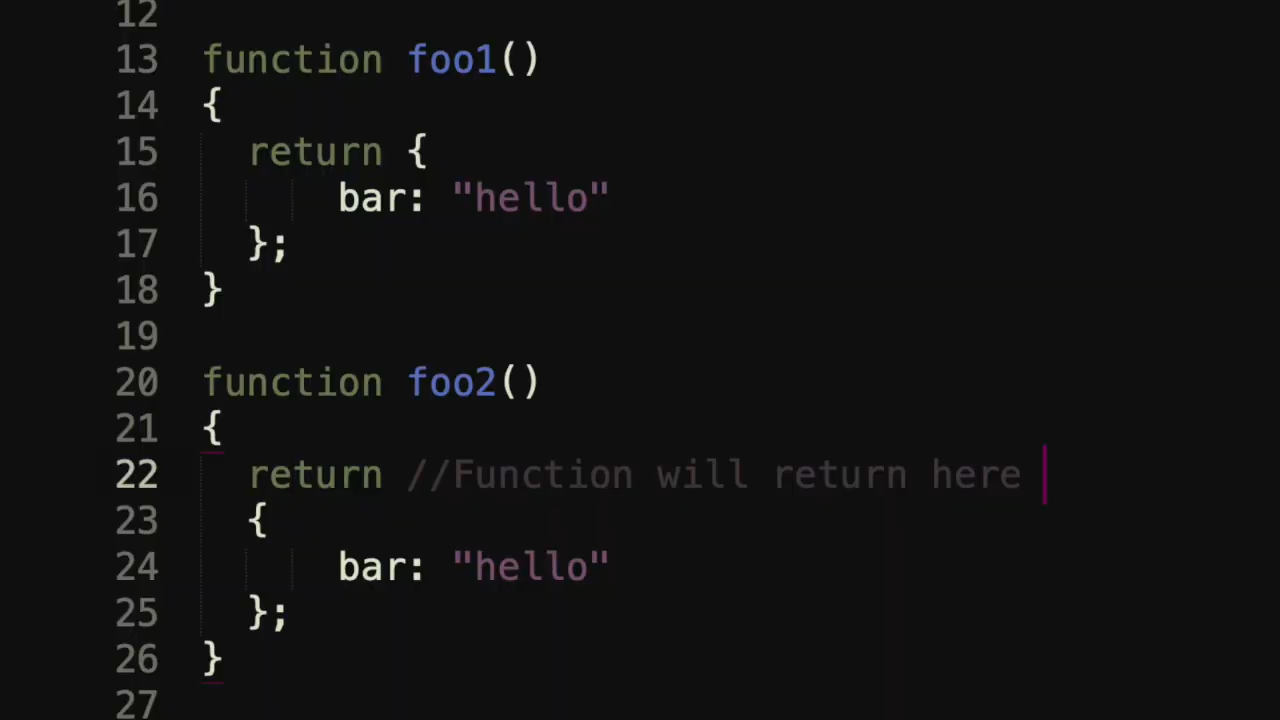 12
13 function foo1()
14 {
15   return {
16       bar: "hello"
17   };
18 }
19
20 function foo2()
21 {
22   return //Function will return here
23   {
24       bar: "hello"
25   };
26 }
27